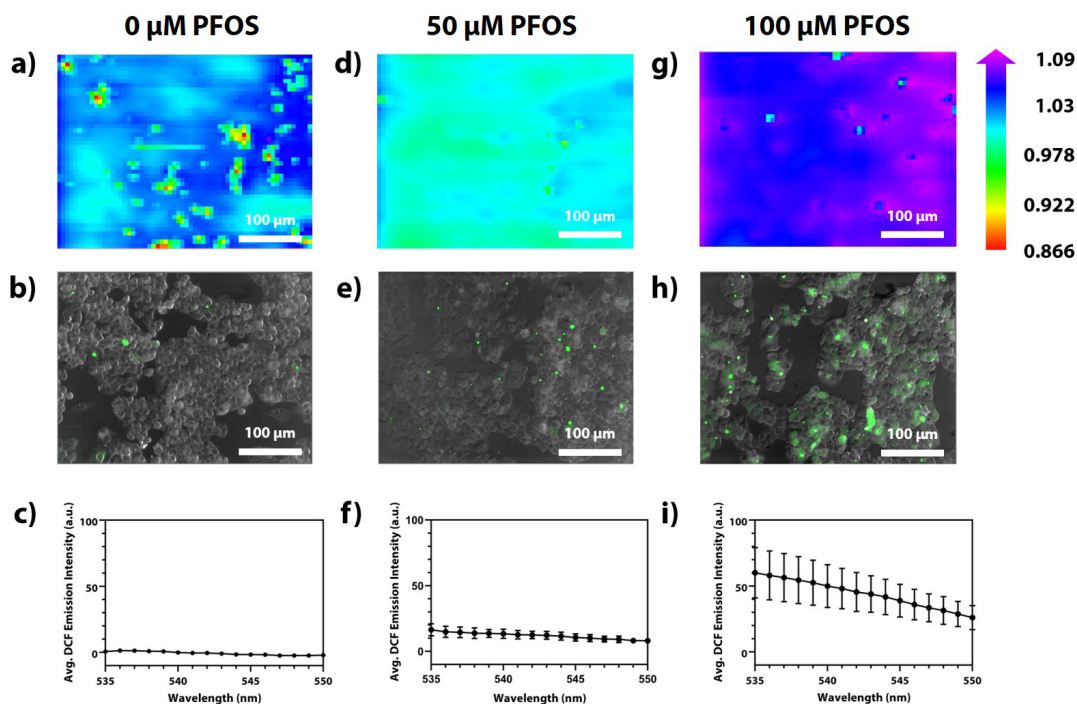 0 µM PFOS
50 µM PFOS
100 µM PFOS
a)
100 µm
d)
100 µm
g)
100 µm
1.09
1.03
0.978
0.922
0.866
b)
100 µm
e)
100 µm
h)
100 µm
c)
Avg. DCF Emission Intensity (a.u.)
100
50
0
535
540
545
550
Wavelength (nm)
f)
Avg. DCF Emission Intensity (a.u.)
100
50
0
535
540
545
550
Wavelength (nm)
i)
Avg. DCF Emission Intensity (a.u.)
100
50
0
535
540
545
550
Wavelength (nm)